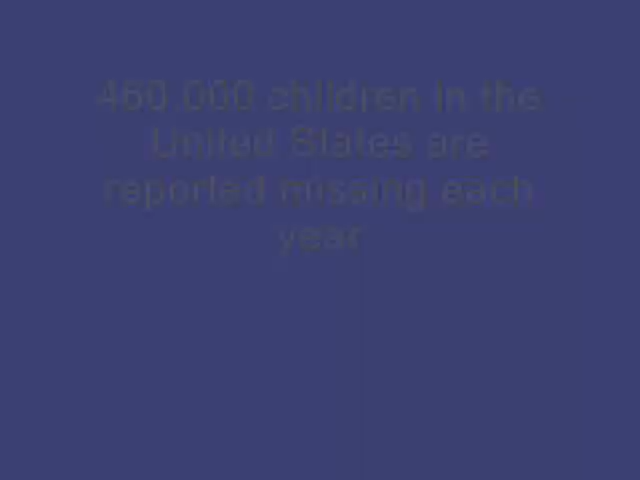 460,000 children in the
United States are
reported missing each
year